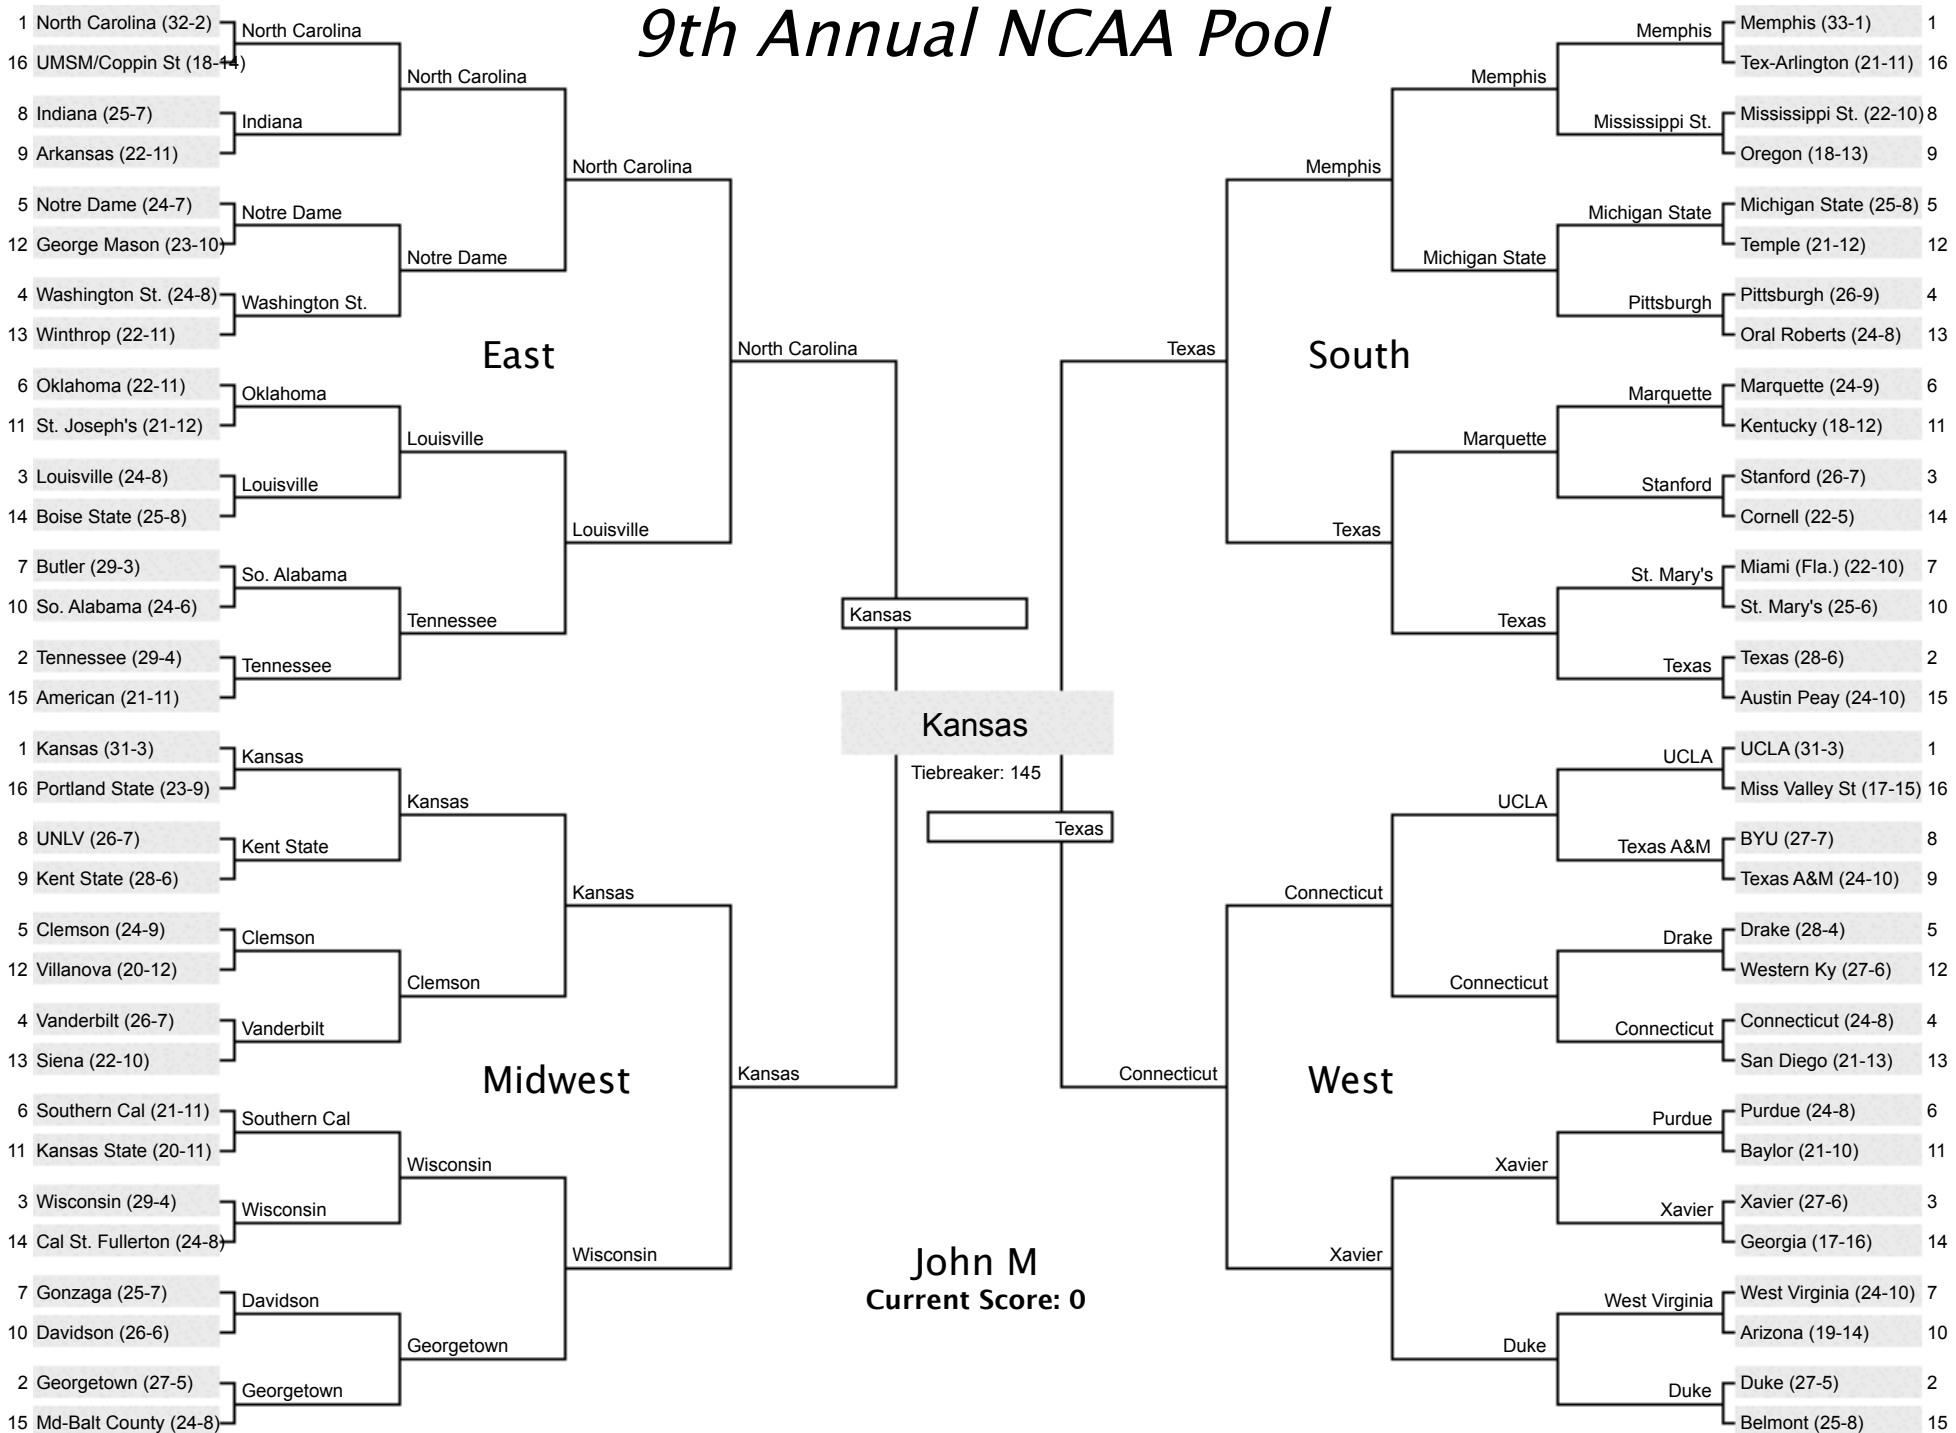 9th Annual NCAA Pool
1 North Carolina (32-2)
16 UMSM/Coppin St (18-14)
8 Indiana (25-7)
9 Arkansas (22-11)
5 Notre Dame (24-7)
12 George Mason (23-10)
4 Washington St. (24-8)
13 Winthrop (22-11)
6 Oklahoma (22-11)
11 St. Joseph's (21-12)
3 Louisville (24-8)
14 Boise State (25-8)
7 Butler (29-3)
10 So. Alabama (24-6)
2 Tennessee (29-4)
15 American (21-11)
North Carolina
Indiana
Notre Dame
Washington St.
Oklahoma
Louisville
So. Alabama
Tennessee
North Carolina
Notre Dame
Louisville
Tennessee
North Carolina
Louisville
East
North Carolina
1 Kansas (31-3)
16 Portland State (23-9)
8 UNLV (26-7)
9 Kent State (28-6)
5 Clemson (24-9)
12 Villanova (20-12)
4 Vanderbilt (26-7)
13 Siena (22-10)
6 Southern Cal (21-11)
11 Kansas State (20-11)
3 Wisconsin (29-4)
14 Cal St. Fullerton (24-8)
7 Gonzaga (25-7)
10 Davidson (26-6)
2 Georgetown (27-5)
15 Md-Balt County (24-8)
Kansas
Kent State
Clemson
Vanderbilt
Southern Cal
Wisconsin
Davidson
Georgetown
Kansas
Clemson
Wisconsin
Georgetown
Kansas
Wisconsin
Midwest
Kansas
Kansas
Kansas
Tiebreaker: 145
Texas
John M
Current Score: 0
Texas
South
Memphis
Texas
Memphis
Michigan State
Marquette
Texas
Memphis
Mississippi St.
Michigan State
Pittsburgh
Marquette
Stanford
St. Mary's
Texas
Memphis (33-1) 1
Tex-Arlington (21-11) 16
Mississippi St. (22-10) 8
Oregon (18-13) 9
Michigan State (25-8) 5
Temple (21-12) 12
Pittsburgh (26-9) 4
Oral Roberts (24-8) 13
Marquette (24-9) 6
Kentucky (18-12) 11
Stanford (26-7) 3
Cornell (22-5) 14
Miami (Fla.) (22-10) 7
St. Mary's (25-6) 10
Texas (28-6) 2
Austin Peay (24-10) 15
Connecticut
West
Connecticut
Xavier
UCLA
Connecticut
Xavier
Duke
UCLA
Texas A&M
Drake
Connecticut
Purdue
Xavier
West Virginia
Duke
UCLA (31-3) 1
Miss Valley St (17-15) 16
BYU (27-7) 8
Texas A&M (24-10) 9
Drake (28-4) 5
Western Ky (27-6) 12
Connecticut (24-8) 4
San Diego (21-13) 13
Purdue (24-8) 6
Baylor (21-10) 11
Xavier (27-6) 3
Georgia (17-16) 14
West Virginia (24-10) 7
Arizona (19-14) 10
Duke (27-5) 2
Belmont (25-8) 15